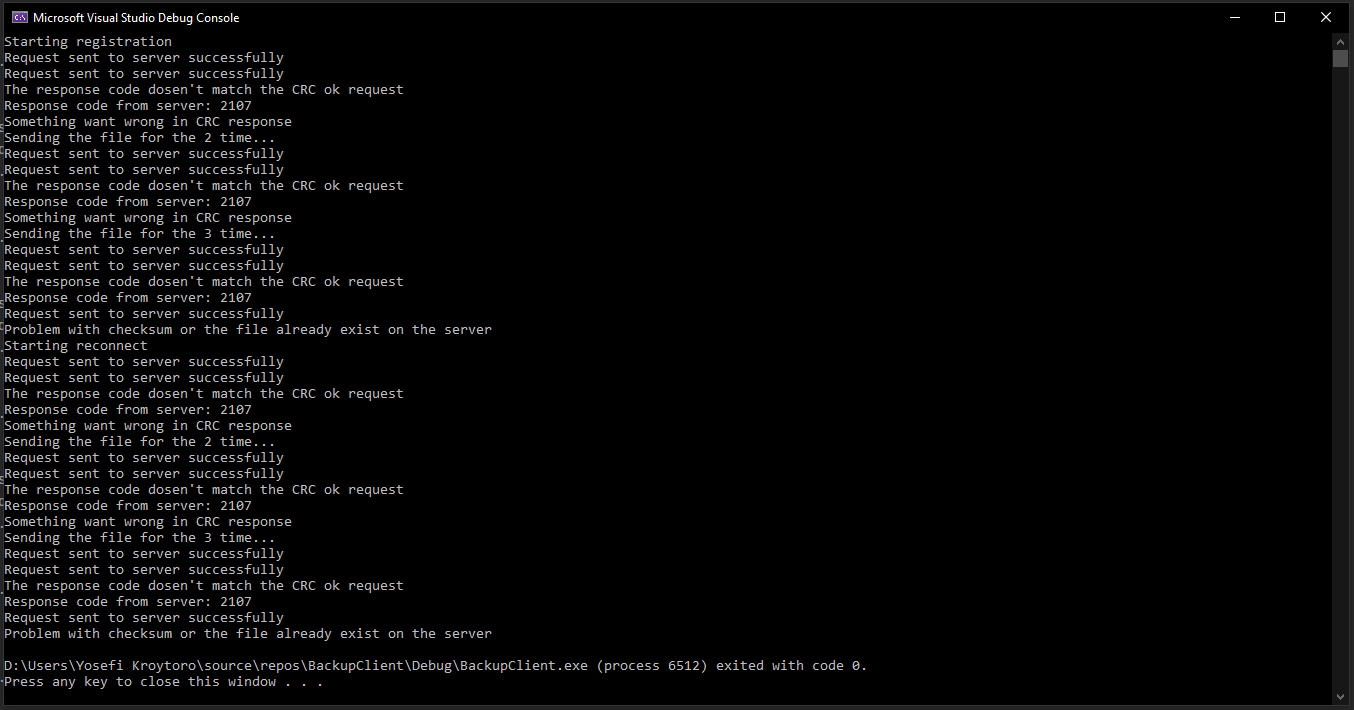 Microsoft Visual Studio Debug Console
Starting registration
Request sent to server successfully
Request sent to server successfully
The response code dosen't match the CRC ok request
Response code from server: 2107
Something want wrong in CRC response
Sending the file for the 2 time...
Request sent to server successfully
Request sent to server successfully
The response code dosen't match the CRC ok request
Response code from server: 2107
Something want wrong in CRC response
Sending the file for the 3 time...
Request sent to server successfully
Request sent to server successfully
The response code dosen't match the CRC ok request
Response code from server: 2107
Request sent to server successfully
Problem with checksum or the file already exist on the server
Starting reconnect
Request sent to server successfully
Request sent to server successfully
The response code dosen't match the CRC ok request
Response code from server: 2107
Something want wrong in CRC response
Sending the file for the 2 time...
Request sent to server successfully
Request sent to server successfully
The response code dosen't match the CRC ok request
Response code from server: 2107
Something want wrong in CRC response
Sending the file for the 3 time...
Request sent to server successfully
Request sent to server successfully
The response code dosen't match the CRC ok request
Response code from server: 2107
Request sent to server successfully
Problem with checksum or the file already exist on the server
D:\Users\Yosefi Kroytoro\source\repos\BackupClient\Debug\BackupClient.exe (process 6512) exited with code 0.
Press any key to close this window . . .